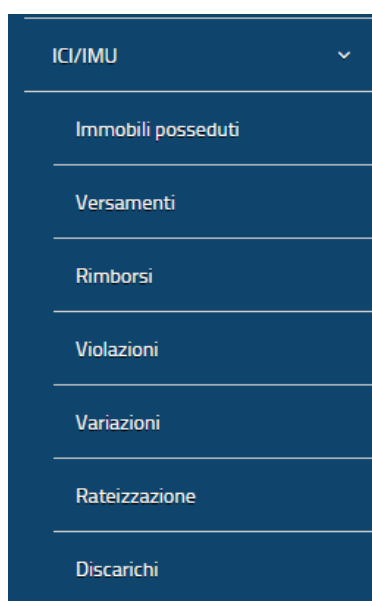 ICI/IMU
Immobili posseduti
Versamenti
Rimborsi
Violazioni
Variazioni
Rateizzazione
Discarichi